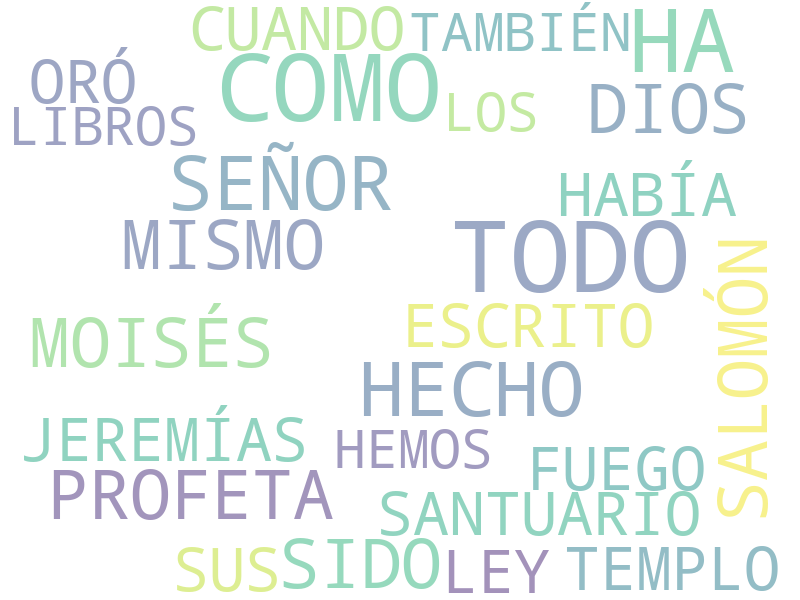 CUANDO
TAMBIÉN
HA
ORÓ
COMO
LOS
DIOS
LIBROS
SEÑOR
HABÍA
MISMO
TODO
SALOMÓN
MOISÉS
ESCRITO
HECHO
JEREMÍAS
HEMOS
FUEGO
PROFETA
SANTUARIO
SUS
SIDO
LEY
TEMPLO